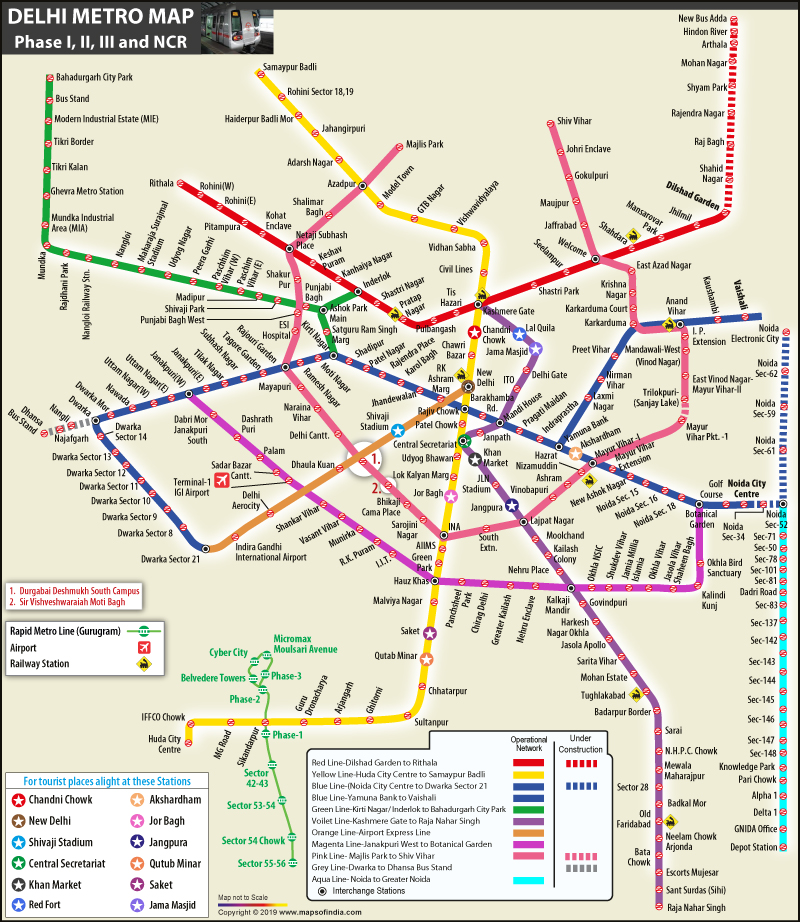 DELHI METRO MAP
Phase I, II, III and NCR
Bahadurgarh City Park
Bus Stand
Modern Industrial Estate (MIE)
Tikri Border
Tikri Kalan
Ghevra Metro Station
Mundka Industrial
Area (MIA)
Mundka
Rajdhani Park
Nangloi Railway Stn.
Nangloi
Maharaja Surajmal
Stadium
Udyog Nagar
Peera Garhi
Paschim
Vihar (W)
Paschim
Vihar (E)
Madipur
Shivaji Park
Punjabi Bagh West
Punjabi
Bagh
Ashok Park
Main
Inderlok
Satguru Ram Singh
Marg
Kirti Nagar
Samaypur Badli
Rohini Sector 18,19
Haiderpur Badli Mor
Jahangirpuri
Adarsh Nagar
Azadpur
Model Town
GTB Nagar
Vishwavidyalaya
Vidhan Sabha
Civil Lines
Majlis Park
Shalimar
Bagh
Netaji Subhash
Place
Shakur
Pur
ESI
Hospital
Rithala
Rohini(W)
Rohini(E)
Pitampura
Kohat
Enclave
Keshav
Puram
Kanhaiya Nagar
Shastri Nagar
Pratap
Nagar
Pulbangash
Tis
Hazari
Kashmere Gate
Shastri Park
Seelampur
Welcome
Shahdara
Mansarovar
Park
Jhilmil
Dilshad Garden
Shahid
Nagar
Raj Bagh
Rajendra Nagar
Shyam Park
Mohan Nagar
Arthala
Hindon River
New Bus Adda
Shiv Vihar
Johri Enclave
Gokulpuri
Maujpur
Jaffrabad
East Azad Nagar
Krishna
Nagar
Karkarduma Court
Karkarduma
Anand
Vihar
Kaushambi
Vaishali
I. P.
Extension
Mandawali-West
(Vinod Nagar)
East Vinod Nagar-
Mayur Vihar-II
Trilokpuri-
(Sanjay Lake)
Mayur
Vihar Pkt. -1
Preet Vihar
Nirman
Vihar
Laxmi
Nagar
Yamuna Bank
Akshardham
Mayur Vihar -I
Mayur Vihar
Extension
New Ashok Nagar
Noida Sec. 15
Noida Sec. 16
Noida Sec. 18
Botanical
Garden
Golf
Course
Noida City
Centre
Noida
Sec-34
Noida
Sec-52
Noida
Sec-61
Noida
Sec-59
Noida
Sec-62
Noida
Electronic City
Chandni
Chowk
Lal Quila
Jama Masjid
Chawri
Bazar
Delhi Gate
ITO
New
Delhi
RK
Ashram
Marg
Barakhamba
Rd.
Mandi House
Pragati Maidan
Indraprastha
Rajiv Chowk
Patel Chowk
Central Secretariat
Janpath
Udyog Bhawan
Khan
Market
Lok Kalyan Marg
JLN
Stadium
Jor Bagh
Jangpura
Hazrat
Nizamuddin
Ashram
Vinobapuri
Lajpat Nagar
South
Extn.
INA
AIIMS
Green
Park
Hauz Khas
Malviya Nagar
Saket
Qutab Minar
Chhatarpur
Sultanpur
Ghitorni
Arjangarh
Guru
Dronacharya
Sikandarpur
MG Road
IFFCO Chowk
Huda City
Centre
Jhandewalan
Karol Bagh
Rajendra Place
Patel Nagar
Shadipur
Moti Nagar
Ramesh Nagar
Rajouri Garden
Mayapuri
Tagore Garden
Subhash Nagar
Tilak Nagar
Janakpuri(E)
Janakpuri(W)
Uttam Nagar(E)
Uttam Nagar(W)
Nawada
Dwarka Mor
Dwarka
Nangli
Najafgarh
Dhansa
Bus Stand
Dwarka
Sector 14
Dwarka Sector 13
Dwarka Sector 12
Dwarka Sector 11
Dwarka Sector 10
Dwarka Sector 9
Dwarka Sector 8
Dwarka Sector 21
Indira Gandhi
International Airport
Delhi
Aerocity
Dhaula Kuan
Shivaji
Stadium
Dabri Mor
Janakpuri
South
Dashrath
Puri
Palam
Sadar Bazar
Cantt.
Terminal-1
IGI Airport
Shankar Vihar
Vasant Vihar
Munirka
R.K. Puram
I.I.T.
Naraina
Vihar
Delhi Cantt.
1.
2.
Bhikaji
Cama Place
Sarojini
Nagar
Panchsheel
Park
Chirag Delhi
Greater Kailash
Nehru Enclave
Moolchand
Kailash
Colony
Nehru Place
Kalkaji
Mandir
Govindpuri
Harkesh
Nagar Okhla
Jasola Apollo
Sarita Vihar
Mohan Estate
Tughlakabad
Badarpur Border
Sarai
N.H.P.C. Chowk
Mewala
Maharajpur
Sector 28
Badkal Mor
Old
Faridabad
Neelam Chowk
Arjonda
Bata
Chowk
Escorts Mujesar
Sant Surdas (Sihi)
Raja Nahar Singh
Okhla NSIC
Shukdev Vihar
Jamia Millia
Islamia
Okhla Vihar
Jasola Vihar
Shaheen Bagh
Kalindi
Kunj
Okhla Bird
Sanctuary
Sec-71
Sec-50
Sec-78
Sec-101
Sec-81
Dadri Road
Sec-83
Sec-137
Sec-142
Sec-143
Sec-144
Sec-145
Sec-146
Sec-147
Sec-148
Knowledge Park
Pari Chowk
Alpha 1
Delta 1
GNIDA Office
Depot Station
1. Durgabai Deshmukh South Campus
2. Sir Vishveshwaraiah Moti Bagh
Rapid Metro Line (Gurugram)
Airport
Railway Station
Micromax
Moulsari Avenue
Cyber City
Belvedere Towers
Phase-3
Phase-2
Phase-1
Sector
42-43
Sector 53-54
Sector 54 Chowk
Sector 55-56
For tourist places alight at these Stations
Chandni Chowk
New Delhi
Shivaji Stadium
Central Secretariat
Khan Market
Red Fort
Akshardham
Jor Bagh
Jangpura
Qutub Minar
Saket
Jama Masjid
Operational
Network
Under
Construction
Red Line-Dilshad Garden to Rithala
Yellow Line-Huda City Centre to Samaypur Badli
Blue Line-(Noida City Centre to Dwarka Sector 21
Blue Line-Yamuna Bank to Vaishali
Green Line-Kirti Nagar/Inderlok to Bahadurgarh City Park
Voilet Line-Kashmere Gate to Raja Nahar Singh
Orange Line-Airport Express Line
Magenta Line-Janakpuri West to Botanical Garden
Pink Line- Majlis Park to Shiv Vihar
Grey Line-Dwarka to Dhansa Bus Stand
Aqua Line- Noida to Greater Noida
Interchange Stations
Map not to Scale
Copyright © 2019 www.mapsofindia.com